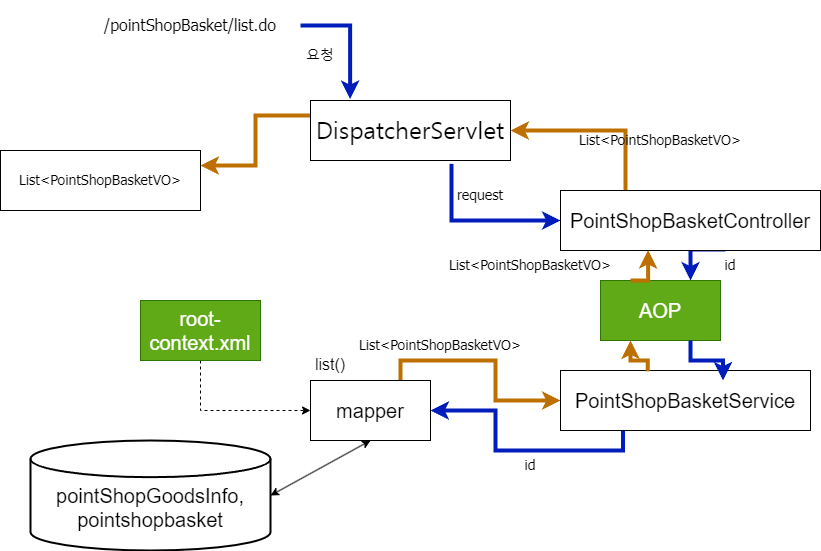 /pointShopBasket/list.do
요청
DispatcherServlet
List<PointShopBasketVO>
List<PointShopBasketVO>
request
PointShopBasketController
List<PointShopBasketVO>
id
AOP
root-
context.xml
List<PointShopBasketVO>
list()
mapper
PointShopBasketService
id
pointShopGoodsInfo,
pointshopbasket